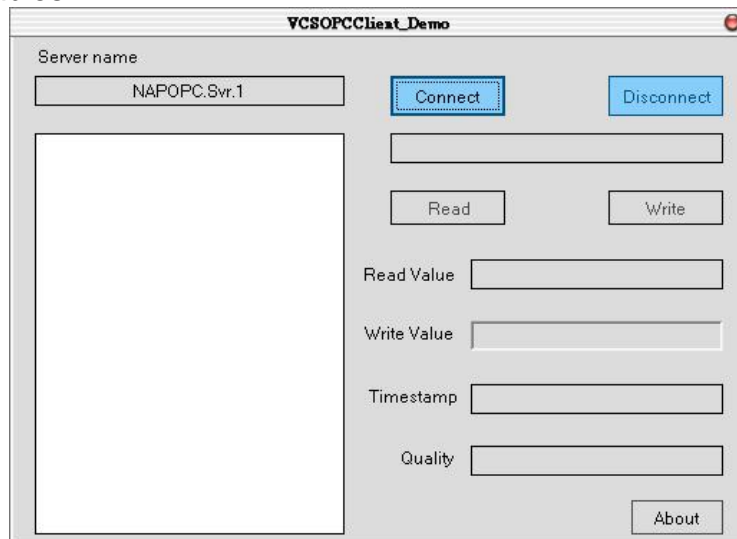 VCSOPCClient_Demo
Server name
NAPOPC.Svr.1
Connect
Disconnect
Read
Write
Read Value
Write Value
Timestamp
Quality
About